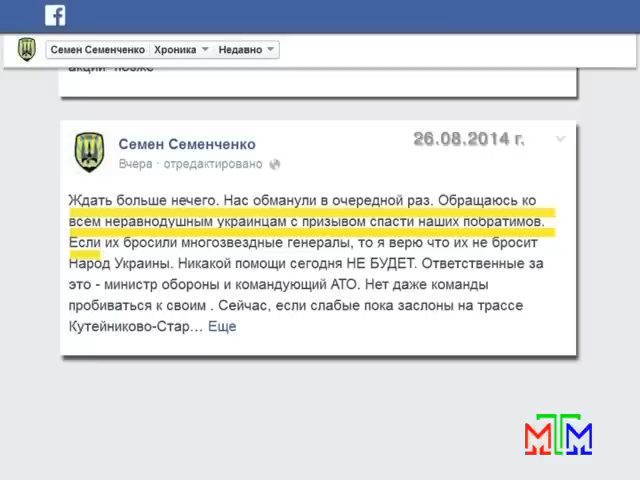 Семен Семенченко Хроника Недавно
акции позже
Семен Семенченко 26.08.2014 г.
Вчера · отредактировано
Ждать больше нечего. Нас обманули в очередной раз. Обращаюсь ко
всем неравнодушным украинцам с призывом спасти наших побратимов.
Если их бросили многозвездные генералы, то я верю что их не бросит
Народ Украины. Никакой помощи сегодня НЕ БУДЕТ. Ответственные за
это - министр обороны и командующий АТО. Нет даже команды
пробиваться к своим . Сейчас, если слабые пока заслоны на трассе
Кутейниково-Стар... Еще
МТМ